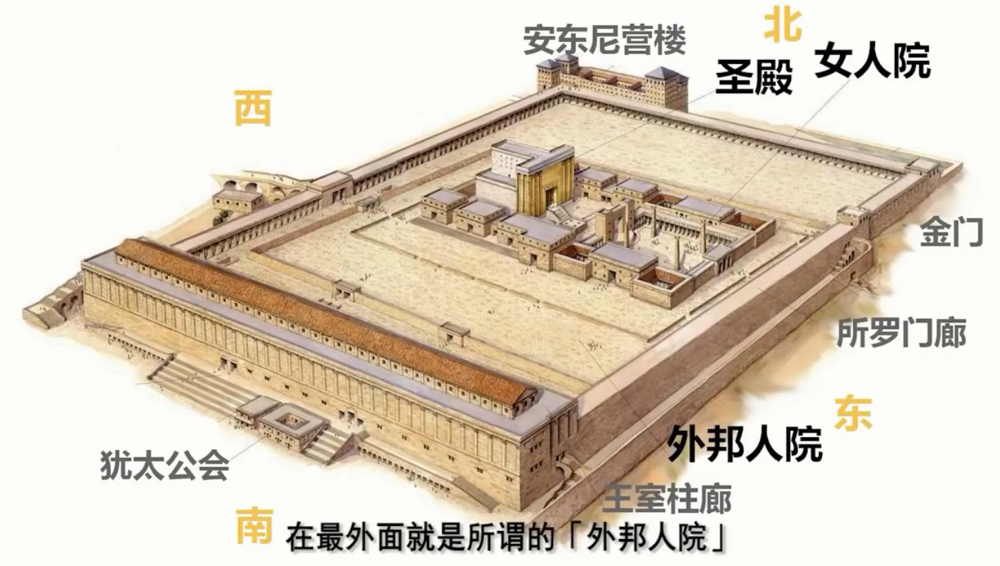 北
安东尼营楼
圣殿
女人院
西
金门
所罗门廊
东
外邦人院
犹太公会
王室柱廊
南
在最外面就是所谓的「外邦人院」